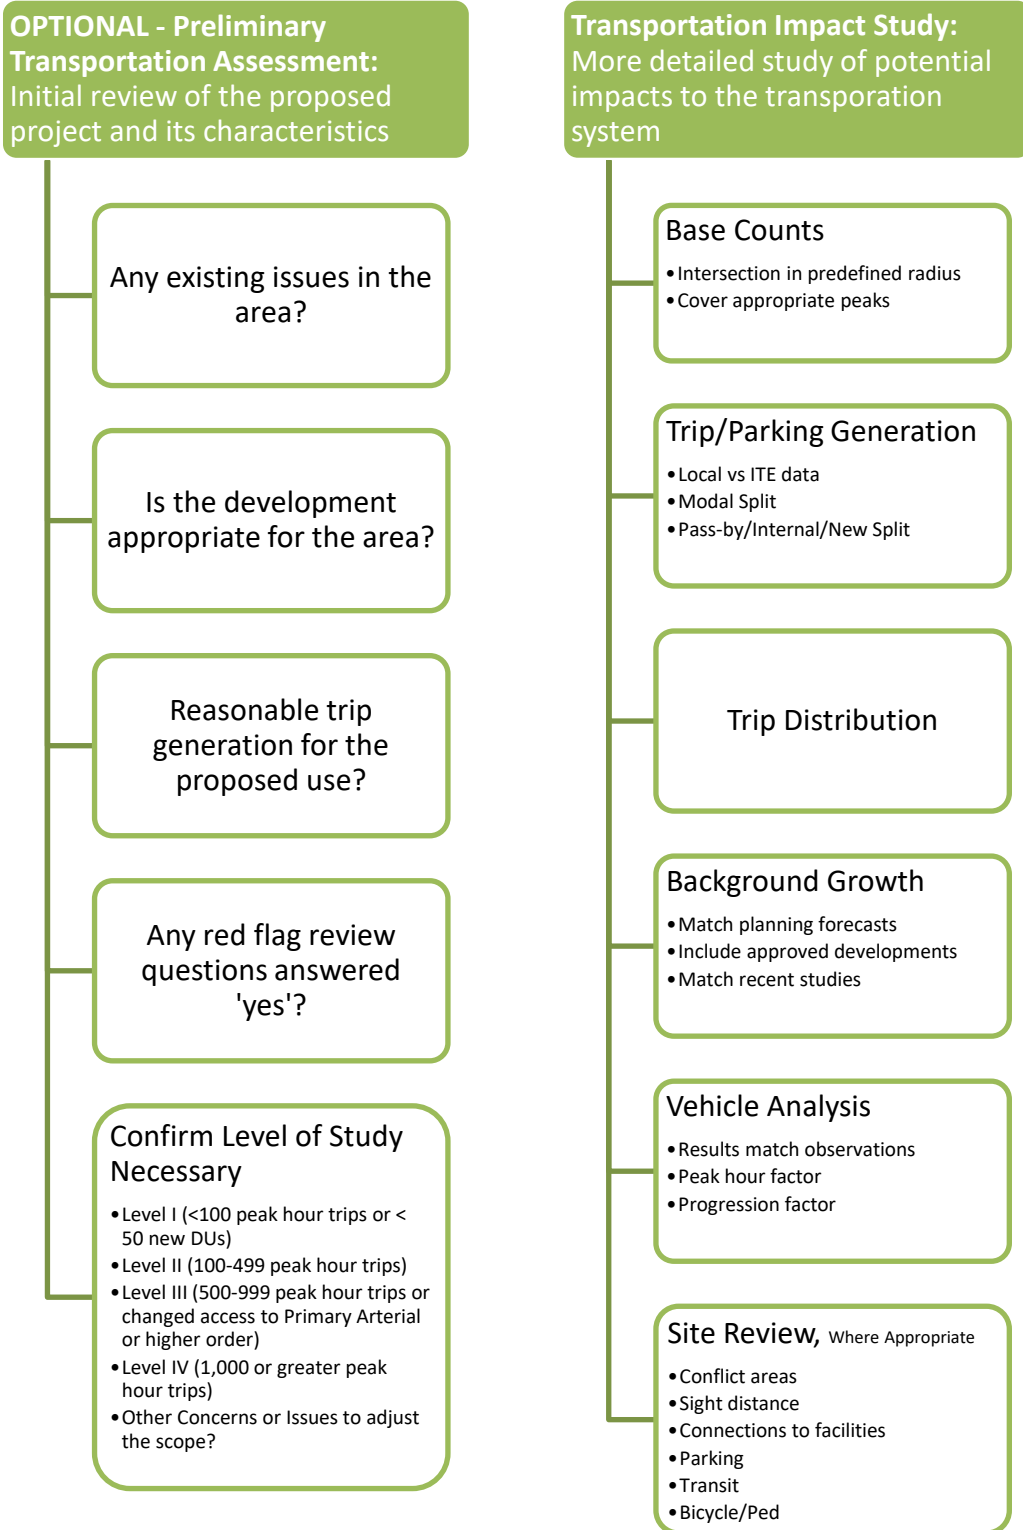 OPTIONAL - Preliminary
Transportation Assessment:
Initial review of the proposed
project and its characteristics
Any existing issues in the
area?
Is the development
appropriate for the area?
Reasonable trip
generation for the
proposed use?
Any red flag review
questions answered
'yes'?
Confirm Level of Study
Necessary
•Level I (<100 peak hour trips or <
50 new DUs)
•Level II (100-499 peak hour trips)
•Level III (500-999 peak hour trips or
changed access to Primary Arterial
or higher order)
•Level IV (1,000 or greater peak
hour trips)
•Other Concerns or Issues to adjust
the scope?
Transportation Impact Study:
More detailed study of potential
impacts to the transporation
system
Base Counts
•Intersection in predefined radius
•Cover appropriate peaks
Trip/Parking Generation
•Local vs ITE data
•Modal Split
•Pass-by/Internal/New Split
Trip Distribution
Background Growth
•Match planning forecasts
•Include approved developments
•Match recent studies
Vehicle Analysis
•Results match observations
•Peak hour factor
•Progression factor
Site Review, Where Appropriate
•Conflict areas
•Sight distance
•Connections to facilities
•Parking
•Transit
•Bicycle/Ped